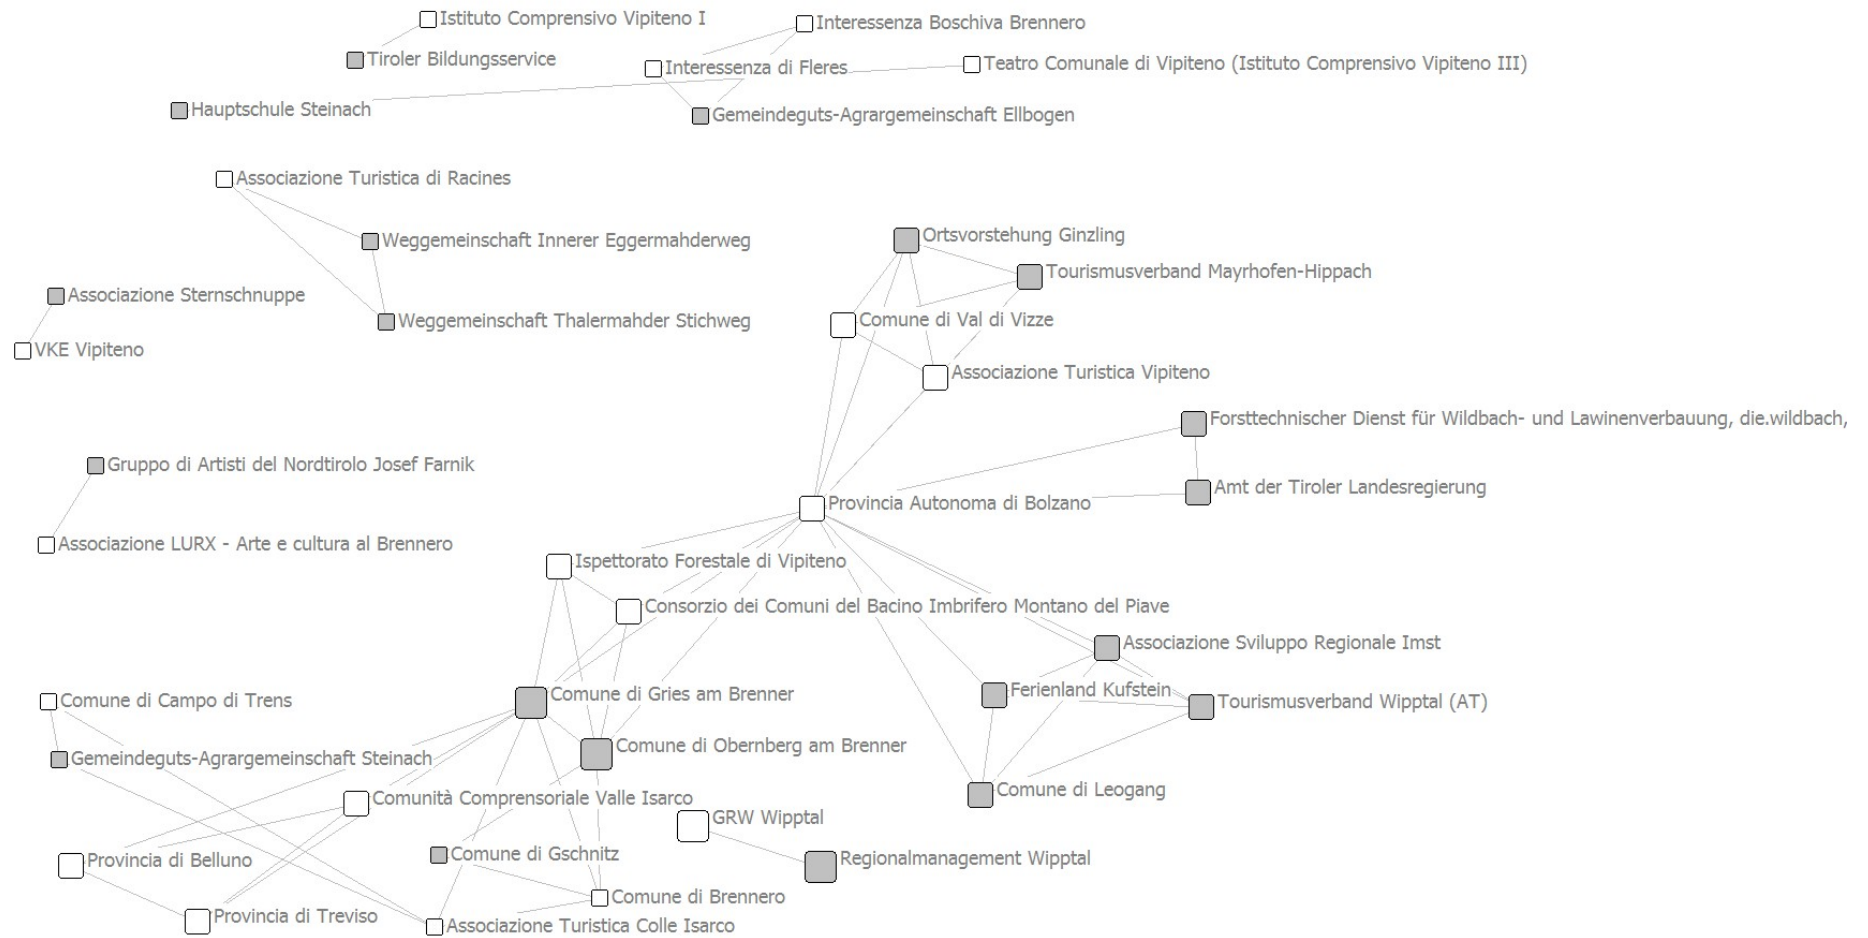 Istituto Comprensivo Vipiteno I
Interessenza Boschiva Brennero
Tiroler Bildungsservice
Interessenza di Fleres
Teatro Comunale di Vipiteno (Istituto Comprensivo Vipiteno III)
Hauptschule Steinach
Gemeindeguts-Agrargemeinschaft Ellbogen
Associazione Turistica di Racines
Weggemeinschaft Innerer Eggermahderweg
Ortsvorstehung Ginzling
Tourismusverband Mayrhofen-Hippach
Associazione Sternschnuppe
Weggemeinschaft Thalermahder Stichweg
Comune di Val di Vizze
VKE Vipiteno
Associazione Turistica Vipiteno
Forsttechnischer Dienst für Wildbach- und Lawinenverbauung, die.wildbach,
Gruppo di Artisti del Nordtirolo Josef Farnik
Amt der Tiroler Landesregierung
Provincia Autonoma di Bolzano
Associazione LURX - Arte e cultura al Brennero
Ispettorato Forestale di Vipiteno
Consorzio dei Comuni del Bacino Imbrifero Montano del Piave
Associazione Sviluppo Regionale Imst
Comune di Campo di Trens
Comune di Gries am Brenner
Ferienland Kufstein
Tourismusverband Wipptal (AT)
Gemeindeguts-Agrargemeinschaft Steinach
Comune di Obernberg am Brenner
Comunità Comprensoriale Valle Isarco
Comune di Leogang
GRW Wipptal
Provincia di Belluno
Comune di Gschnitz
Regionalmanagement Wipptal
Comune di Brennero
Provincia di Treviso
Associazione Turistica Colle Isarco